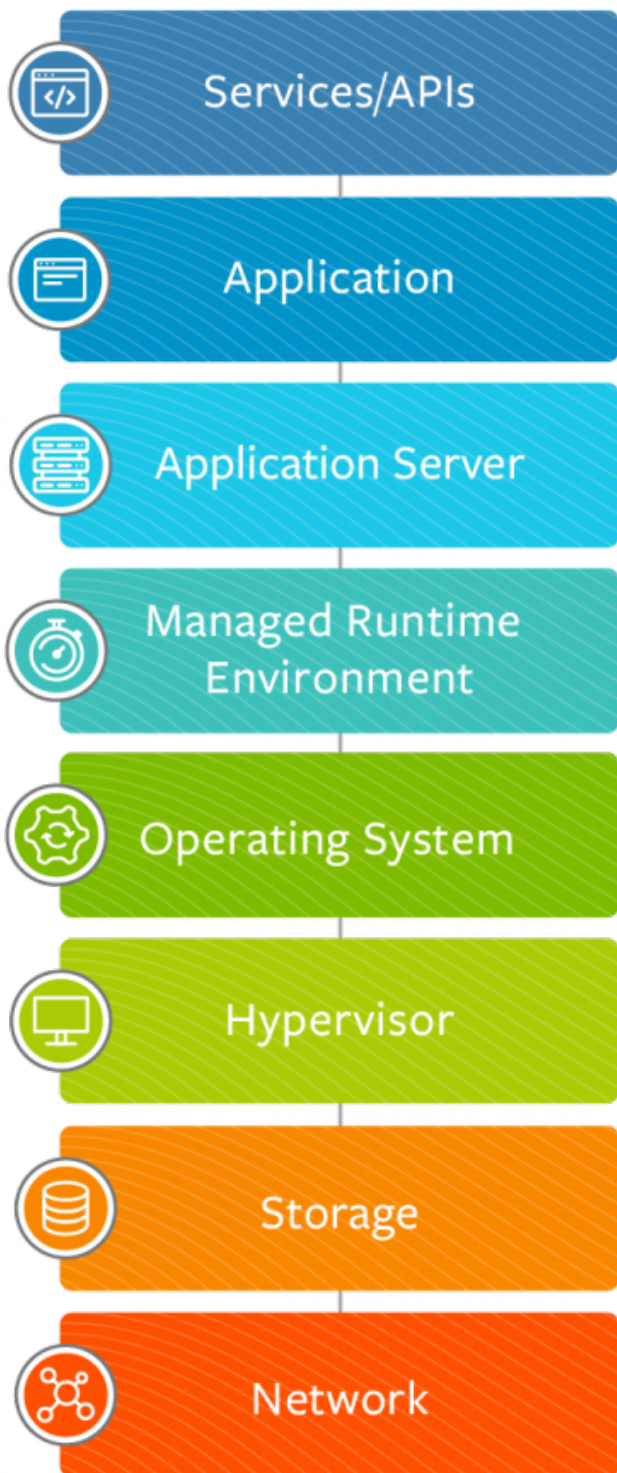 Services/APIs
Application
Application Server
Managed Runtime
Environment
Operating System
Hypervisor
Storage
Network